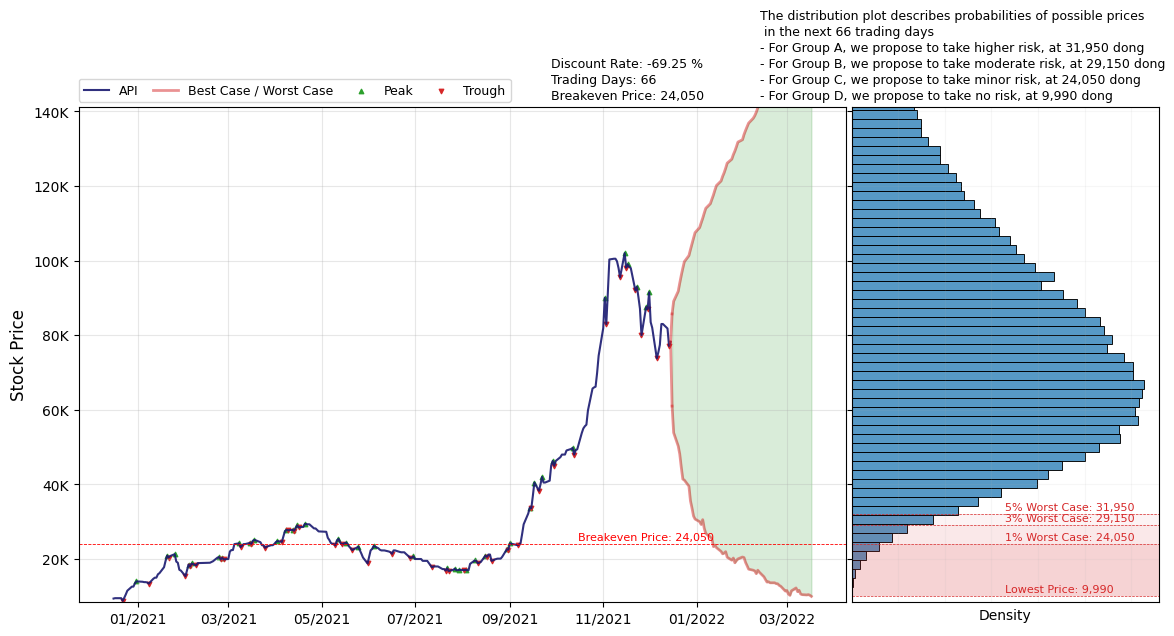 The distribution plot describes probabilities of possible prices
in the next 66 trading days
- For Group A, we propose to take higher risk, at 31,950 dong
- For Group B, we propose to take moderate risk, at 29,150 dong
- For Group C, we propose to take minor risk, at 24,050 dong
- For Group D, we propose to take no risk, at 9,990 dong
Discount Rate: -69.25 %
Trading Days: 66
Breakeven Price: 24,050
API
Best Case / Worst Case
Peak
Trough
Stock Price
140K
120K
100K
80K
60K
40K
20K
Breakeven Price: 24,050
5% Worst Case: 31,950
3% Worst Case: 29,150
1% Worst Case: 24,050
Lowest Price: 9,990
01/2021
03/2021
05/2021
07/2021
09/2021
11/2021
01/2022
03/2022
Density